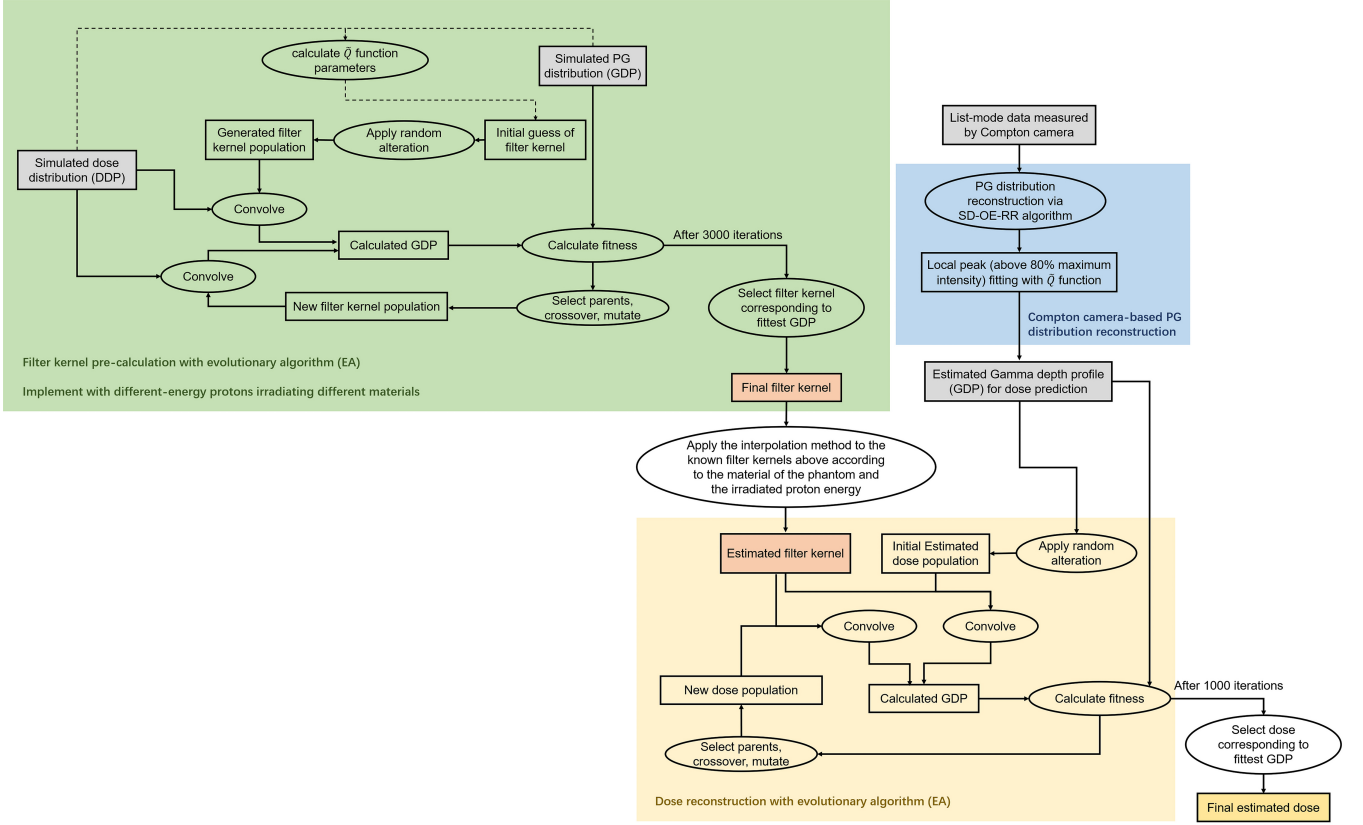 calculate Q̃ function
parameters
Simulated PG
distribution (GDP)
Generated filter
kernel population
Apply random
alteration
Initial guess of
filter kernel
Simulated dose
distribution (DDP)
Convolve
Calculated GDP
Calculate fitness
After 3000 iterations
Convolve
New filter kernel population
Select parents,
crossover, mutate
Select filter kernel
corresponding to
fittest GDP
Filter kernel pre-calculation with evolutionary algorithm (EA)
Implement with different-energy protons irradiating different materials
Final filter kernel
List-mode data measured
by Compton camera
PG distribution
reconstruction via
SD-OE-RR algorithm
Local peak (above 80% maximum
intensity) fitting with Q̃ function
Compton camera-based PG
distribution reconstruction
Estimated Gamma depth profile
(GDP) for dose prediction
Apply the interpolation method to the
known filter kernels above according
to the material of the phantom and
the irradiated proton energy
Estimated filter kernel
Initial Estimated
dose population
Apply random
alteration
Convolve
Convolve
New dose population
Calculated GDP
Calculate fitness
After 1000 iterations
Select parents,
crossover, mutate
Select dose
corresponding to
fittest GDP
Dose reconstruction with evolutionary algorithm (EA)
Final estimated dose